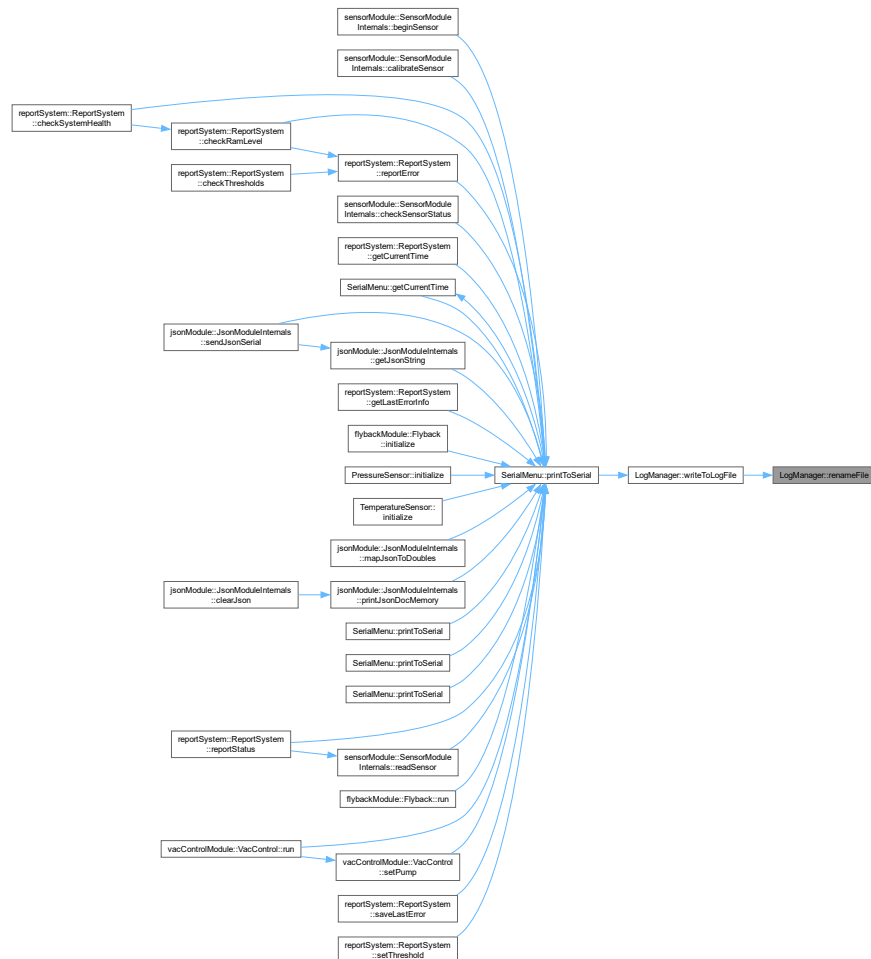 sensorModule::SensorModule
Internals::beginSensor
sensorModule::SensorModule
Internals::calibrateSensor
reportSystem::ReportSystem
::checkSystemHealth
reportSystem::ReportSystem
::checkRamLevel
reportSystem::ReportSystem
::reportError
reportSystem::ReportSystem
::checkThresholds
sensorModule::SensorModule
Internals::checkSensorStatus
reportSystem::ReportSystem
::getCurrentTime
SerialMenu::getCurrentTime
jsonModule::JsonModuleInternals
::sendJsonSerial
jsonModule::JsonModuleInternals
::getJsonString
reportSystem::ReportSystem
::getLastErrorInfo
flybackModule::Flyback
::initialize
PressureSensor::initialize
SerialMenu::printToSerial
LogManager::writeToLogFile
LogManager::renameFile
TemperatureSensor::
initialize
jsonModule::JsonModuleInternals
::mapJsonToDoubles
jsonModule::JsonModuleInternals
::clearJson
jsonModule::JsonModuleInternals
::printJsonDocMemory
SerialMenu::printToSerial
SerialMenu::printToSerial
SerialMenu::printToSerial
reportSystem::ReportSystem
::reportStatus
sensorModule::SensorModule
Internals::readSensor
flybackModule::Flyback::run
vacControlModule::VacControl::run
vacControlModule::VacControl
::setPump
reportSystem::ReportSystem
::saveLastError
reportSystem::ReportSystem
::setThreshold